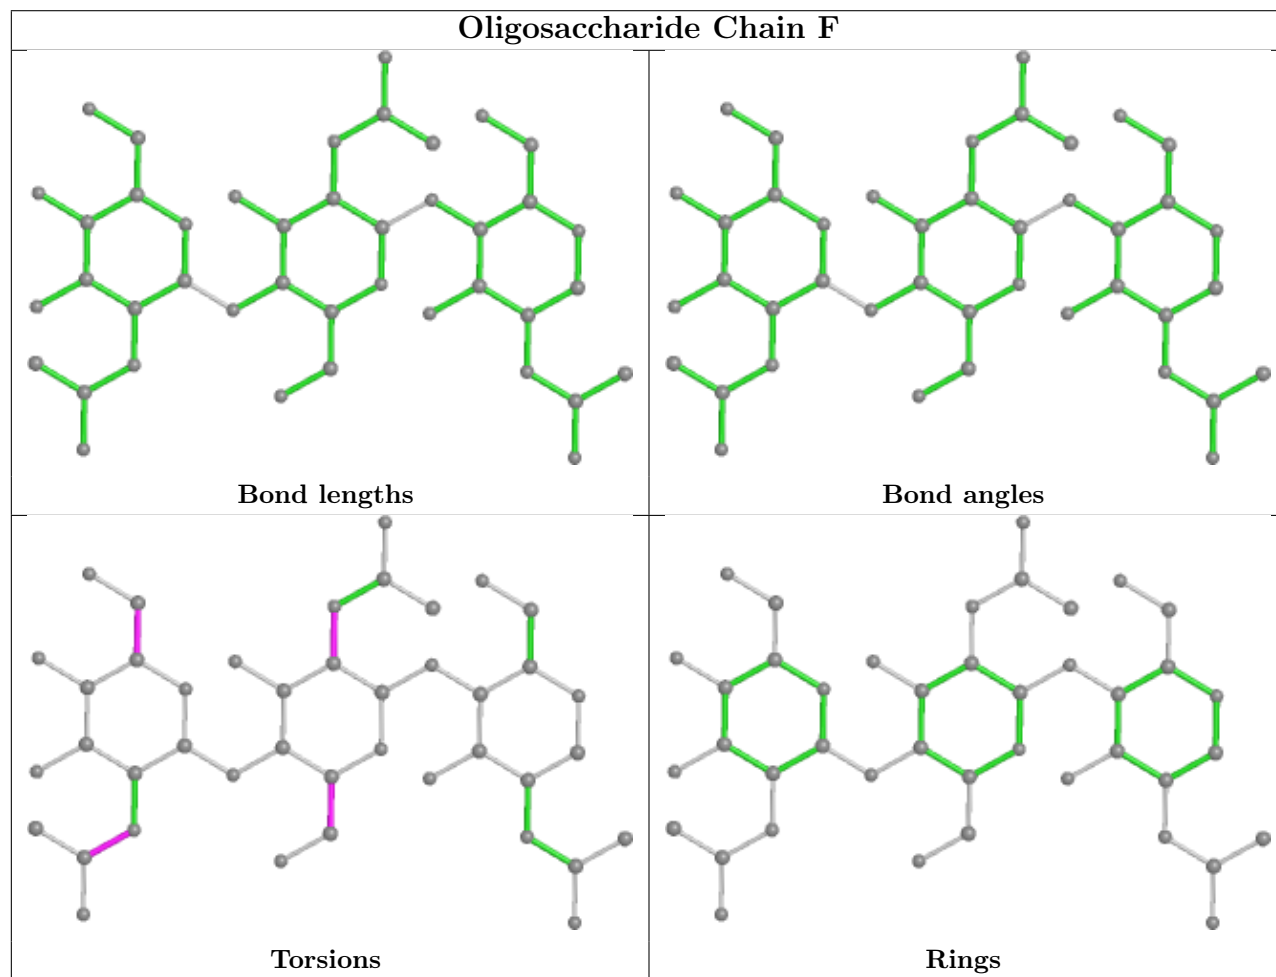 Oligosaccharide Chain F
Bond lengths
Bond angles
Torsions
Rings